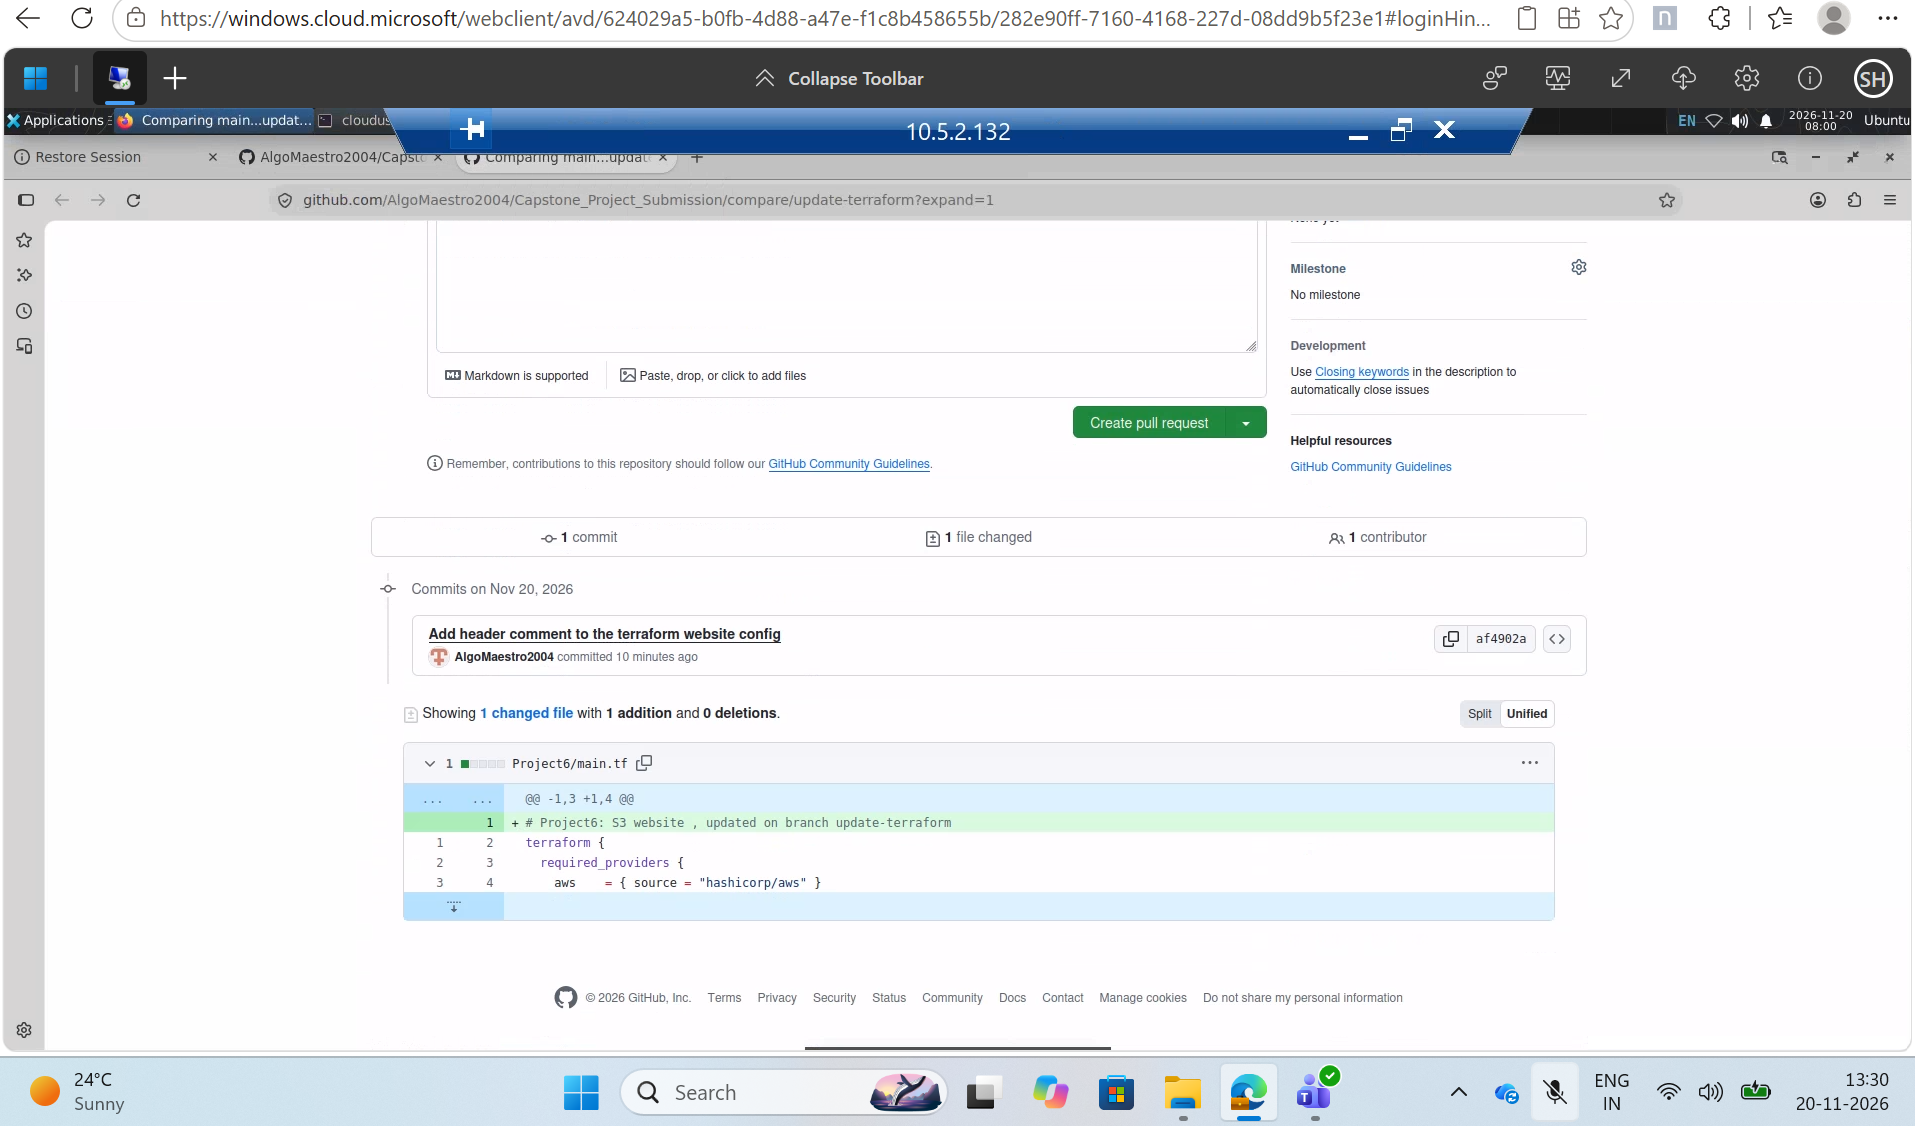 https://windows.cloud.microsoft/webclient/avd/624029a5-b0fb-4d88-a47e-f1c8b458655b/282e90ff-7160-4168-227d-08dd9b5f23e1#loginHin...
Collapse Toolbar
SH
Applications
Comparing main...updat...
cloudus
10.5.2.132
EN
2026-11-20
08:00
Ubuntu
Restore Session
AlgoMaestro2004/Capst
Comparing main...updat
github.com/AlgoMaestro2004/Capstone_Project_Submission/compare/update-terraform?expand=1
Milestone
No milestone
Development
Use Closing keywords in the description to
automatically close issues
Markdown is supported
Paste, drop, or click to add files
Create pull request
Remember, contributions to this repository should follow our GitHub Community Guidelines.
Helpful resources
GitHub Community Guidelines
1 commit
1 file changed
1 contributor
Commits on Nov 20, 2026
Add header comment to the terraform website config
AlgoMaestro2004 committed 10 minutes ago
af4902a
Showing 1 changed file with 1 addition and 0 deletions.
Split
Unified
1 Project6/main.tf
... ... @@ -1,3 +1,4 @@
1 + # Project6: S3 website , updated on branch update-terraform
1 2 terraform {
2 3 required_providers {
3 4 aws = { source = "hashicorp/aws" }
© 2026 GitHub, Inc. Terms Privacy Security Status Community Docs Contact Manage cookies Do not share my personal information
24°C
Sunny
Search
ENG
IN
13:30
20-11-2026